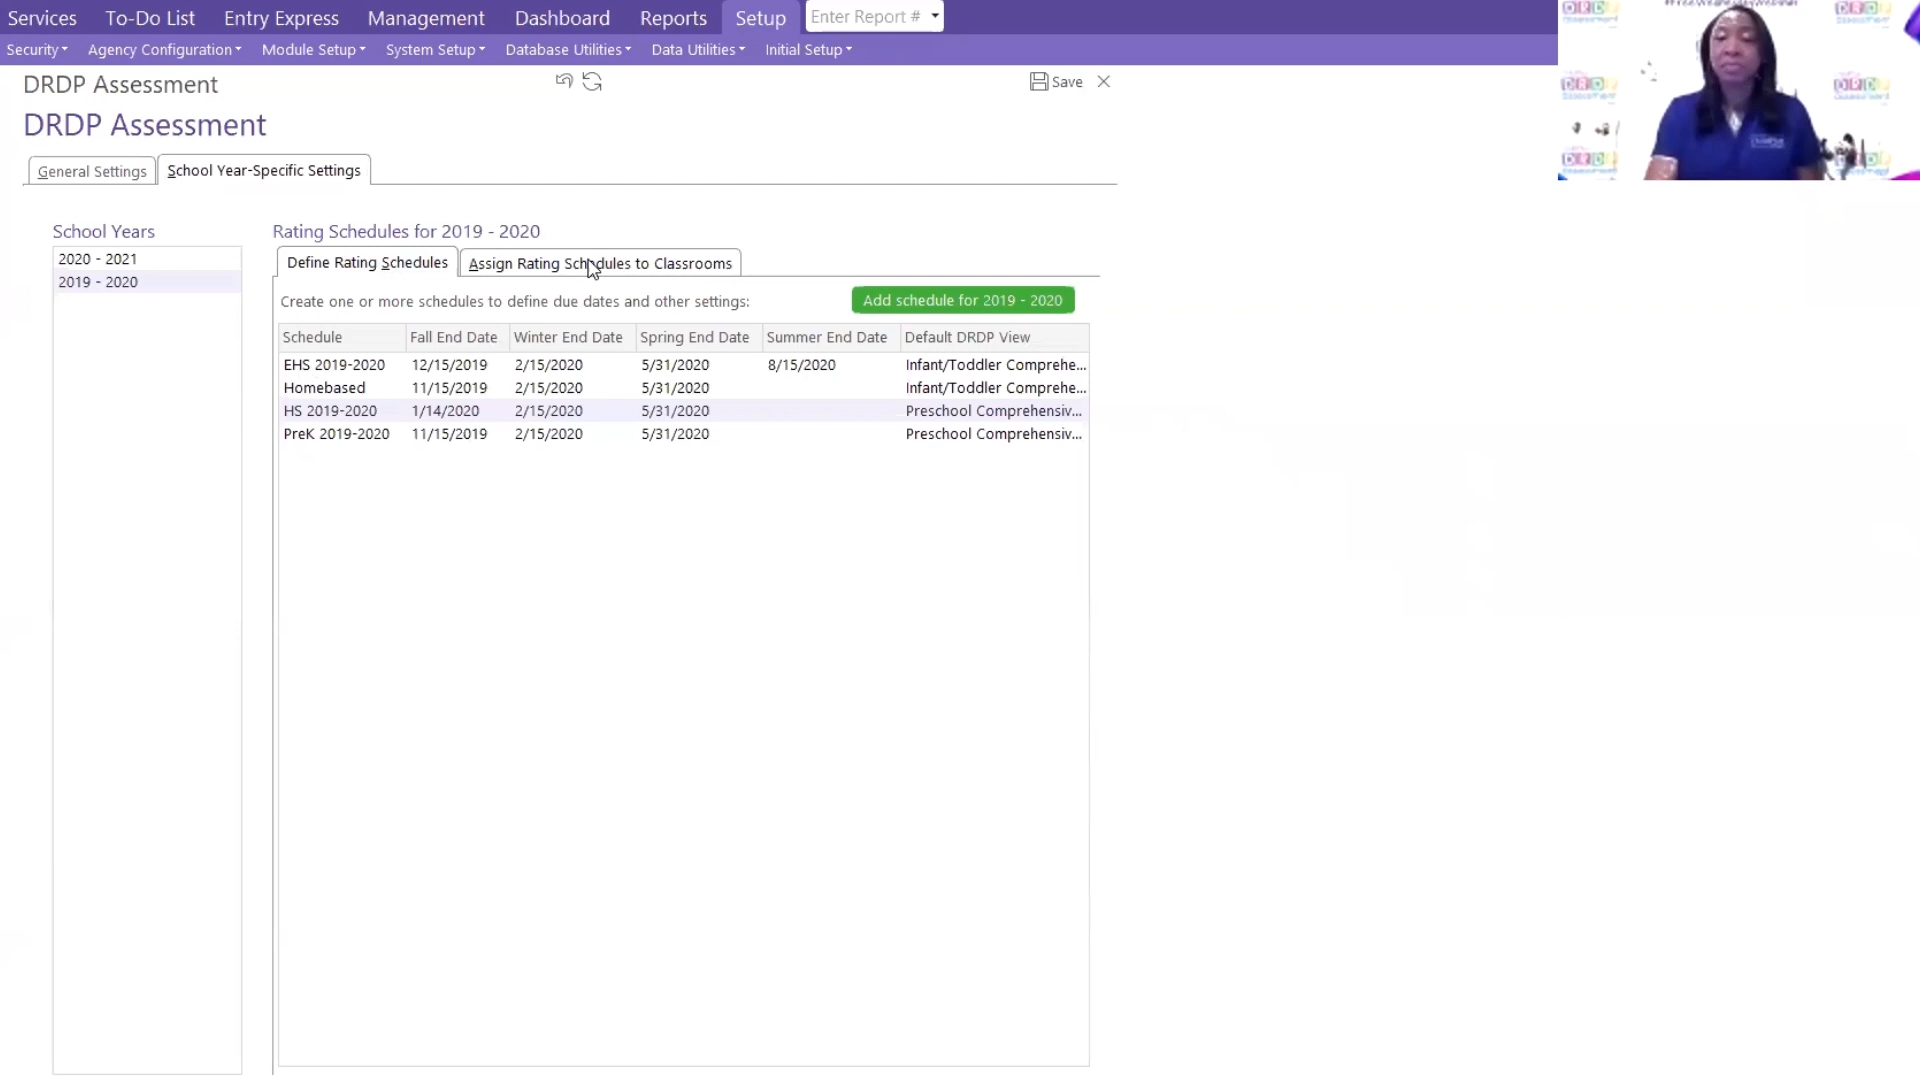 Services To-Do List Entry Express Management Dashboard Reports Setup Enter Report #
Security Agency Configuration Module Setup System Setup Database Utilities Data Utilities Initial Setup
DRDP Assessment Save
DRDP Assessment
General Settings School Year-Specific Settings
School Years
2020 - 2021
2019 - 2020
Rating Schedules for 2019 - 2020
Define Rating Schedules Assign Rating Schedules to Classrooms
Create one or more schedules to define due dates and other settings: Add schedule for 2019 - 2020
Schedule Fall End Date Winter End Date Spring End Date Summer End Date Default DRDP View
EHS 2019-2020 12/15/2019 2/15/2020 5/31/2020 8/15/2020 Infant/Toddler Comprehe...
Homebased 11/15/2019 2/15/2020 5/31/2020 Infant/Toddler Comprehe...
HS 2019-2020 1/14/2020 2/15/2020 5/31/2020 Preschool Comprehensiv...
PreK 2019-2020 11/15/2019 2/15/2020 5/31/2020 Preschool Comprehensiv...
DRDP
DRDP
DRDP
DRDP